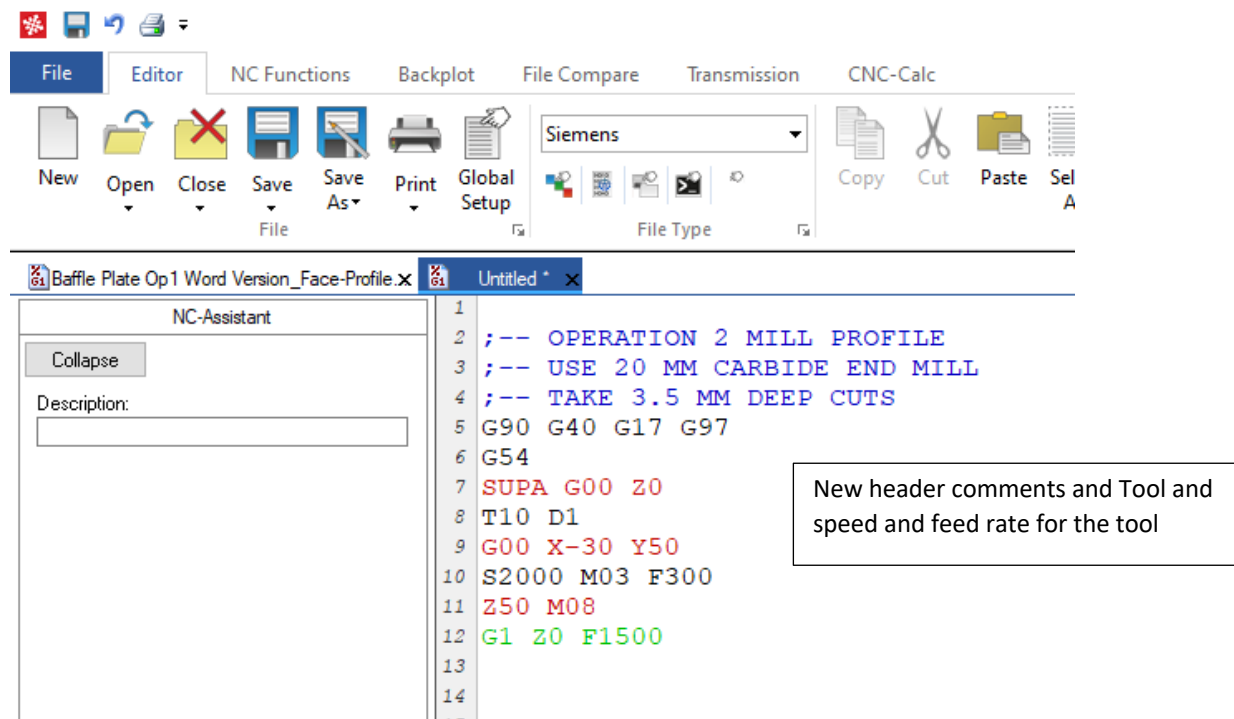 File Editor NC Functions Backplot File Compare Transmission CNC-Calc
Siemens
New Open Close Save Save As Print Global Setup Copy Cut Paste Sel A
File File Type
Baffle Plate Op1 Word Version_Face-Profile. Untitled *
NC-Assistant
Collapse
Description:
1
2 ;-- OPERATION 2 MILL PROFILE
3 ;-- USE 20 MM CARBIDE END MILL
4 ;-- TAKE 3.5 MM DEEP CUTS
5 G90 G40 G17 G97
6 G54
7 SUPA G00 Z0
8 T10 D1
9 G00 X-30 Y50
10 S2000 M03 F300
11 Z50 M08
12 G1 Z0 F1500
13
14
New header comments and Tool and
speed and feed rate for the tool